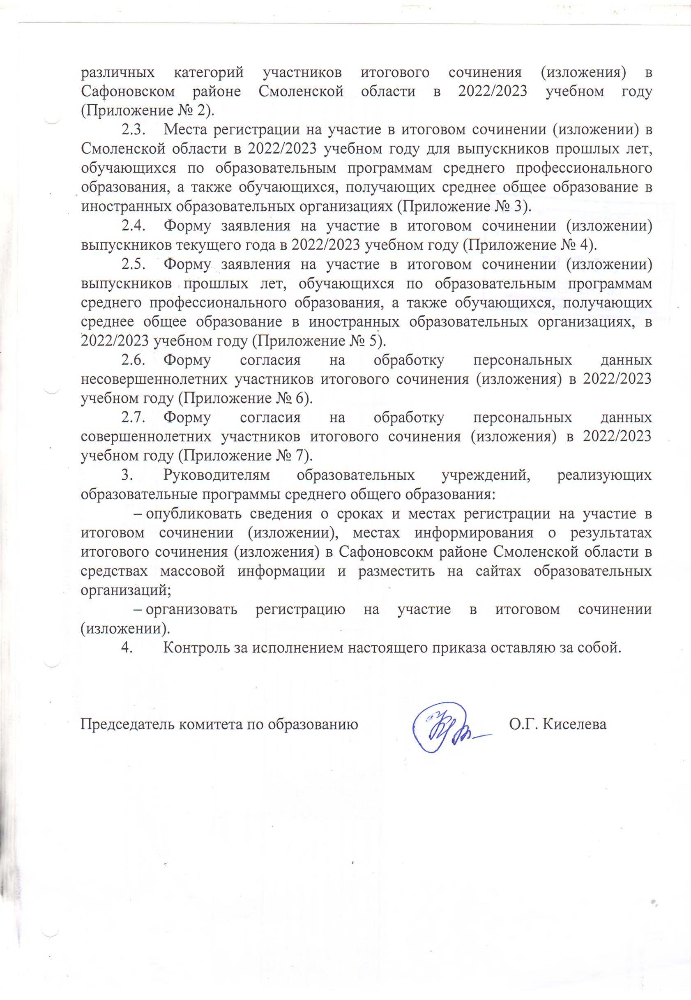 различных категорий участников итогового сочинения (изложения) в
Сафоновском районе Смоленской области в 2022/2023 учебном году
(Приложение № 2).
2.3. Места регистрации на участие в итоговом сочинении (изложении) в
Смоленской области в 2022/2023 учебном году для выпускников прошлых лет,
обучающихся по образовательным программам среднего профессионального
образования, а также обучающихся, получающих среднее общее образование в
иностранных образовательных организациях (Приложение № 3).
2.4. Форму заявления на участие в итоговом сочинении (изложении)
выпускников текущего года в 2022/2023 учебном году (Приложение № 4).
2.5. Форму заявления на участие в итоговом сочинении (изложении)
выпускников прошлых лет, обучающихся по образовательным программам
среднего профессионального образования, а также обучающихся, получающих
среднее общее образование в иностранных образовательных организациях, в
2022/2023 учебном году (Приложение № 5).
2.6. Форму согласия на обработку персональных данных
несовершеннолетних участников итогового сочинения (изложения) в 2022/2023
учебном году (Приложение № 6).
2.7. Форму согласия на обработку персональных данных
совершеннолетних участников итогового сочинения (изложения) в 2022/2023
учебном году (Приложение № 7).
3. Руководителям образовательных учреждений, реализующих
образовательные программы среднего общего образования:
– опубликовать сведения о сроках и местах регистрации на участие в
итоговом сочинении (изложении), местах информирования о результатах
итогового сочинения (изложения) в Сафоновсокм районе Смоленской области в
средствах массовой информации и разместить на сайтах образовательных
организаций;
– организовать регистрацию на участие в итоговом сочинении
(изложении).
4. Контроль за исполнением настоящего приказа оставляю за собой.
Председатель комитета по образованию О.Г. Киселева